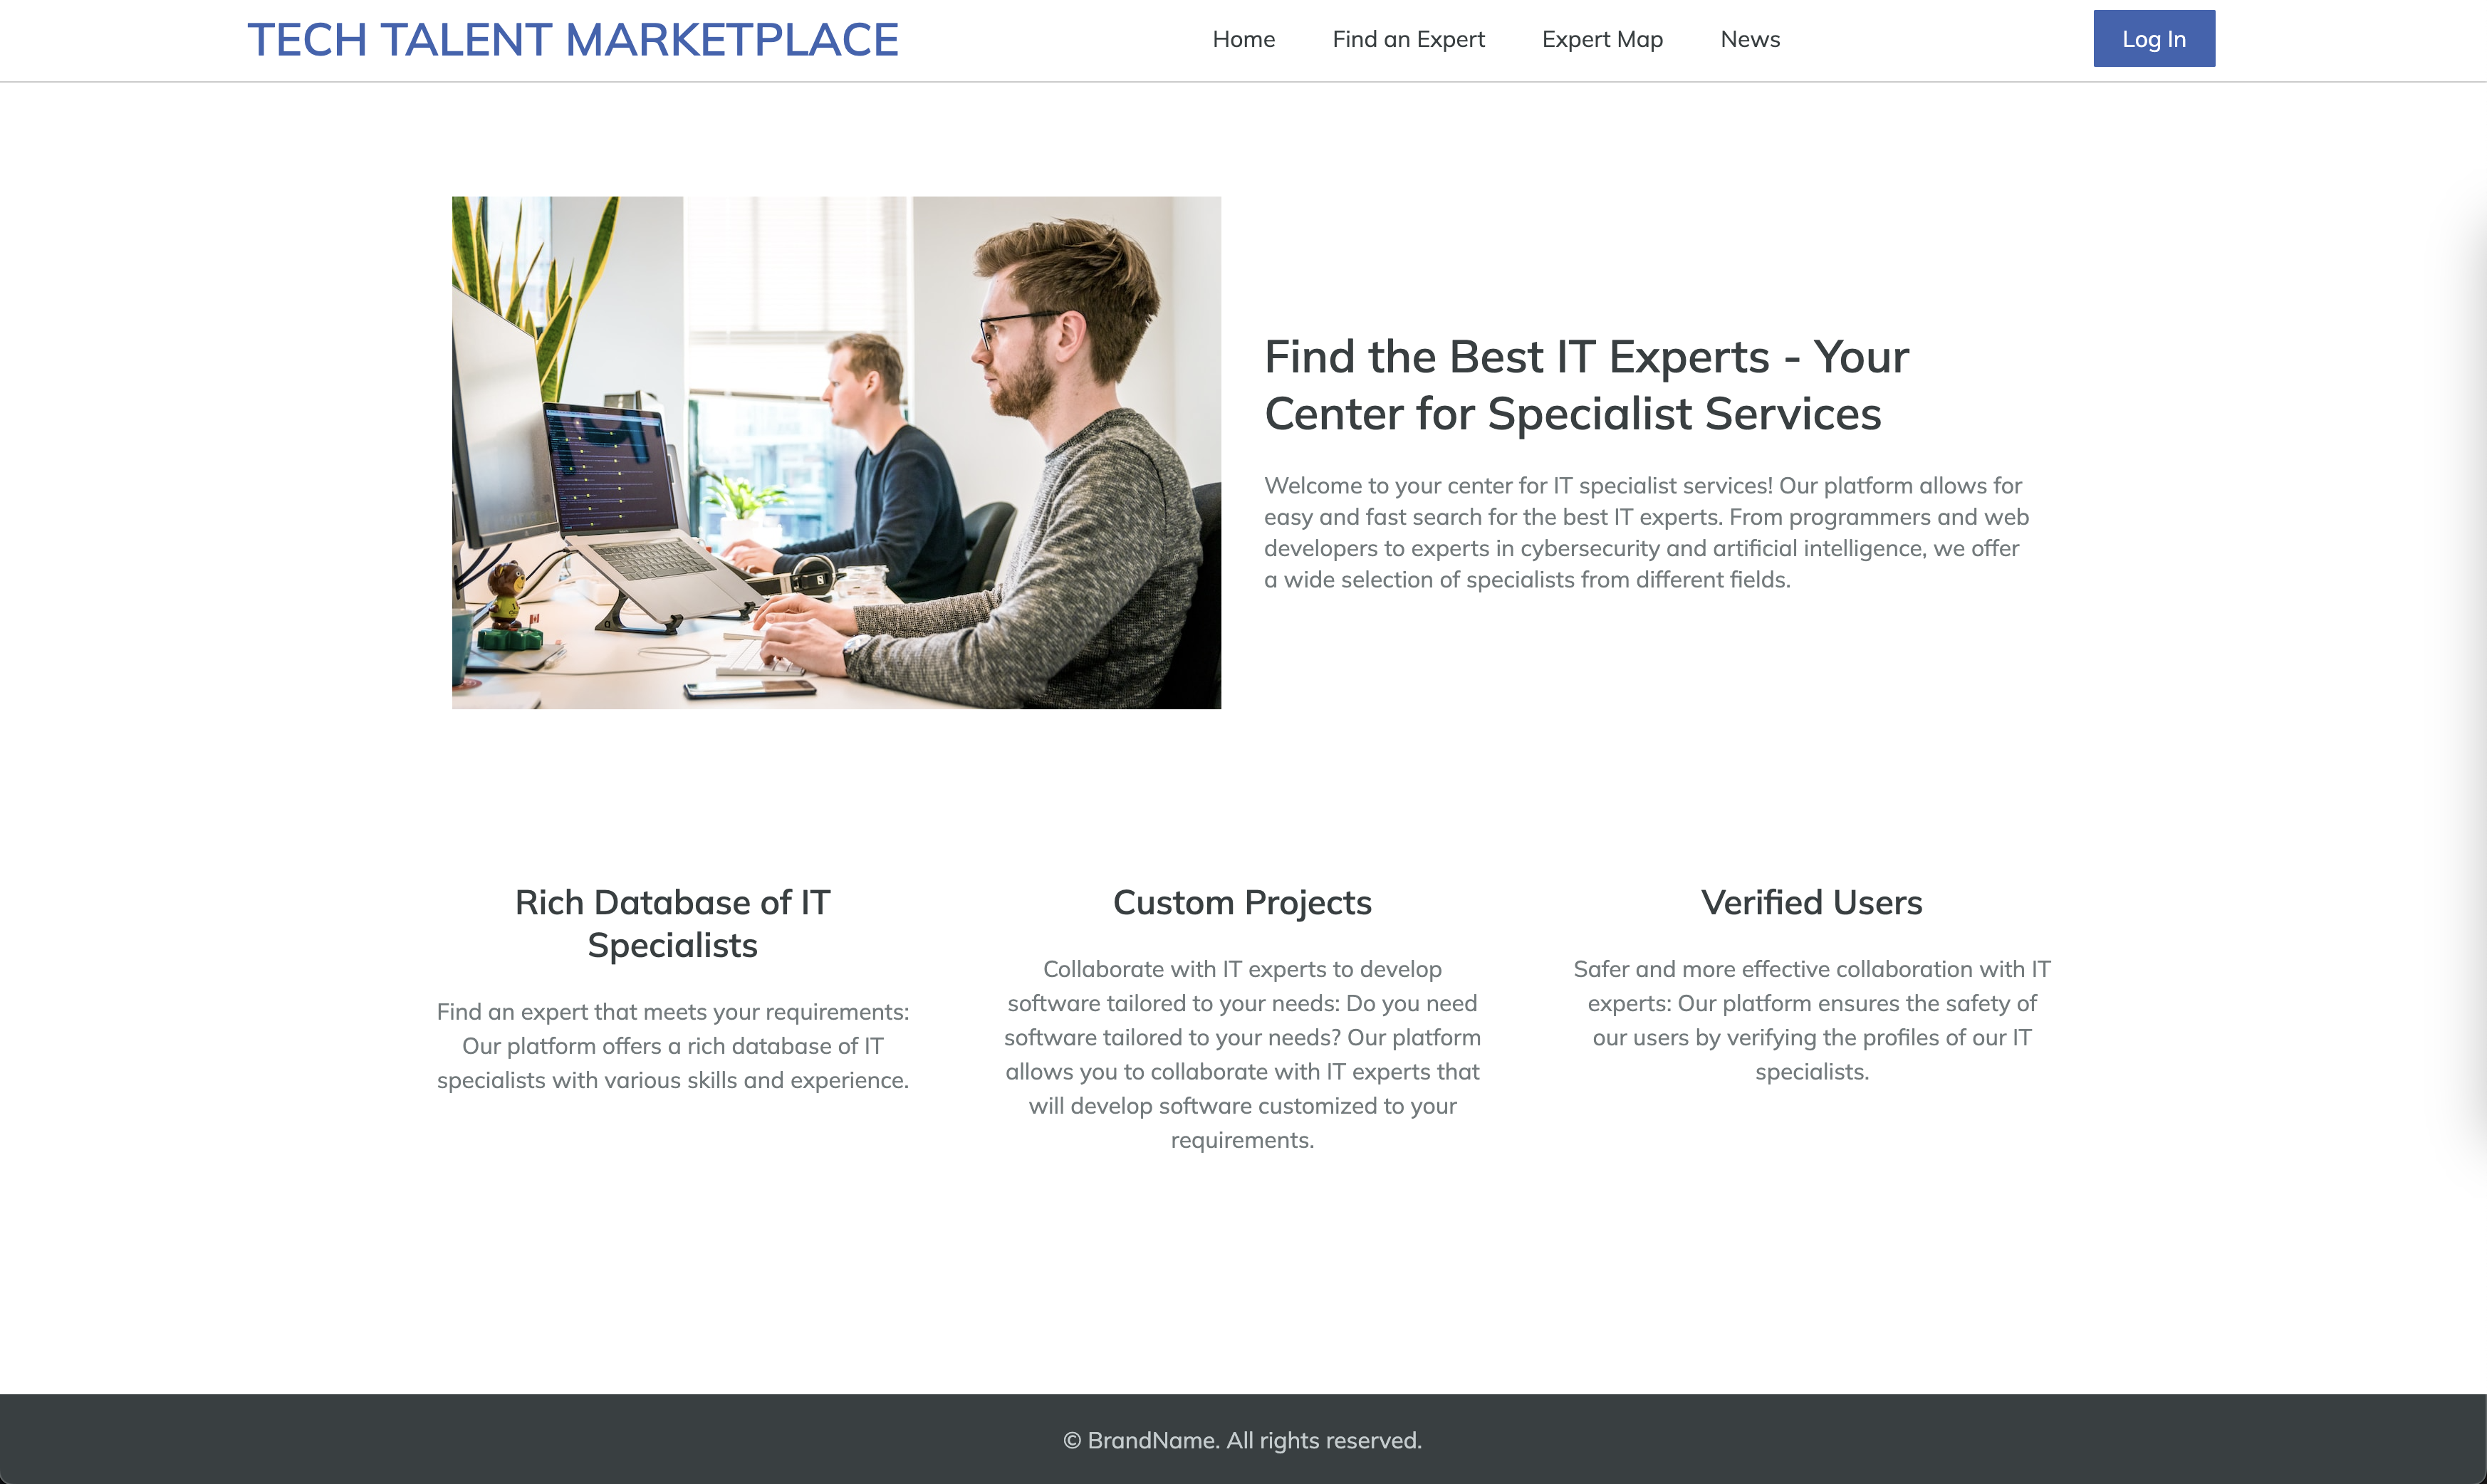 TECH TALENT MARKETPLACE
Home
Find an Expert
Expert Map
News
Log In
Find the Best IT Experts - Your
Center for Specialist Services
Welcome to your center for IT specialist services! Our platform allows for
easy and fast search for the best IT experts. From programmers and web
developers to experts in cybersecurity and artificial intelligence, we offer
a wide selection of specialists from different fields.
Rich Database of IT
Specialists
Find an expert that meets your requirements:
Our platform offers a rich database of IT
specialists with various skills and experience.
Custom Projects
Collaborate with IT experts to develop
software tailored to your needs: Do you need
software tailored to your needs? Our platform
allows you to collaborate with IT experts that
will develop software customized to your
requirements.
Verified Users
Safer and more effective collaboration with IT
experts: Our platform ensures the safety of
our users by verifying the profiles of our IT
specialists.
© BrandName. All rights reserved.